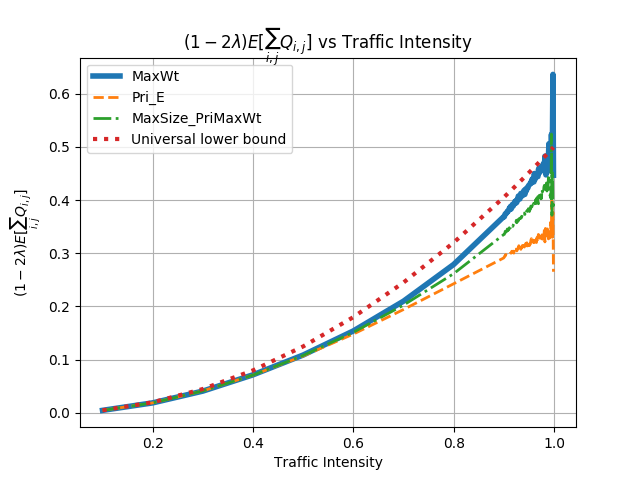 (1 − 2λ)E[∑Q_{i,j}] vs Traffic Intensity
i,j
MaxWt
Pri_E
MaxSize_PriMaxWt
Universal lower bound
(1 − 2λ)E[∑Q_{i,j}]
i,j
0.6
0.5
0.4
0.3
0.2
0.1
0.0
0.2 0.4 0.6 0.8 1.0
Traffic Intensity